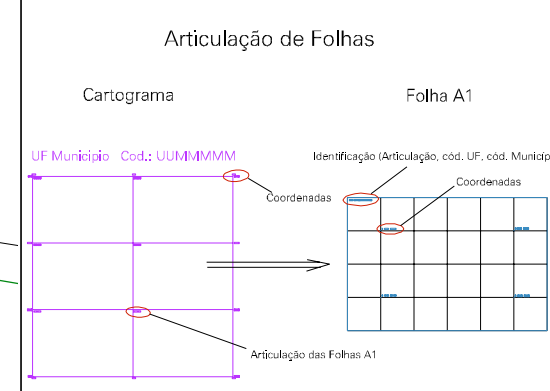 Articulação de Folhas
Cartograma
Folha A1
UF Municipio Cod.: UUMMMMM
Identificação (Articulação, cód. UF, cód. Municíp
Coordenadas
Coordenadas
Articulação das Folhas A1